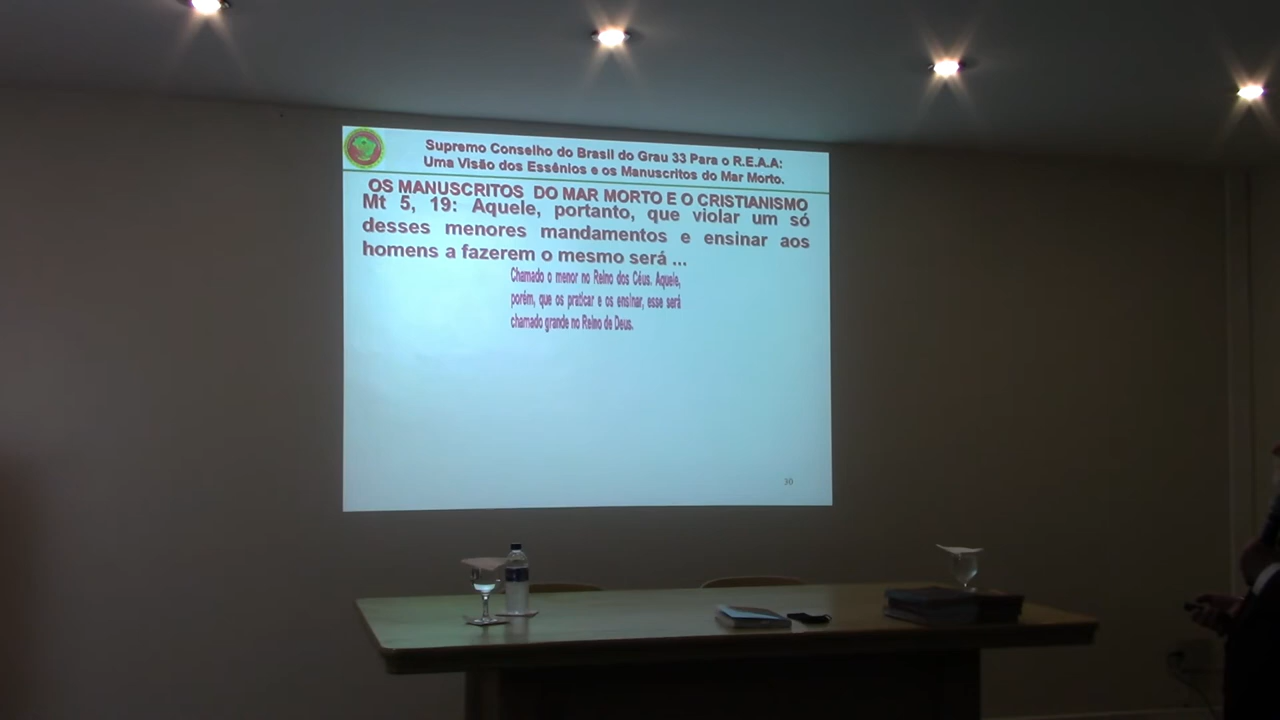 Supremo Conselho do Brasil do Grau 33 Para o R.E.A.A:
Uma Visão dos Essênios e os Manuscritos do Mar Morto.
OS MANUSCRITOS DO MAR MORTO E O CRISTIANISMO
Mt 5, 19: Aquele, portanto, que violar um só
desses menores mandamentos e ensinar aos
homens a fazerem o mesmo será ...
Chamado o menor no Reino dos Céus. Aquele,
porém, que os praticar e os ensinar, esse será
chamado grande no Reino de Deus.
30